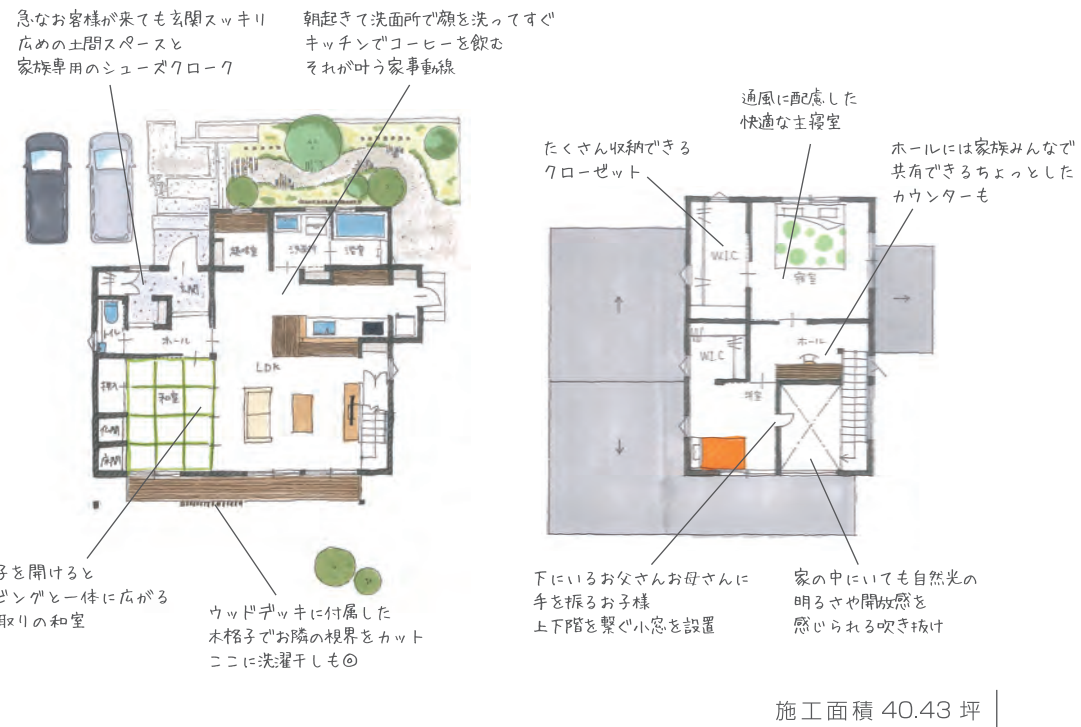 急なお客様が来ても玄関スッキリ
広めの土間スペースと
家族専用のシューズクローク
朝起きて洗面所で顔を洗ってすぐ
キッチンでコーヒーを飲む
それが叶う家事動線
通風に配慮した
快適な主寝室
たくさん収納できる
クローゼット
ホールには家族みんなで
共有できるちょっとした
カウンターも
洗面所
浴室
玄関
トイレ
ホール
LDK
押入
和室
仏間
床間
W.I.C
寝室
W.I.C
ホール
洋室
子を開けると
ビングと一体に広がる
取りの和室
ウッドデッキに付属した
木格子でお隣の視界をカット
ここに洗濯干しも◎
下にいるお父さんお母さんに
手を振るお子様
上下階を繋ぐ小窓を設置
家の中にいても自然光の
明るさや開放感を
感じられる吹き抜け
施工面積 40.43 坪